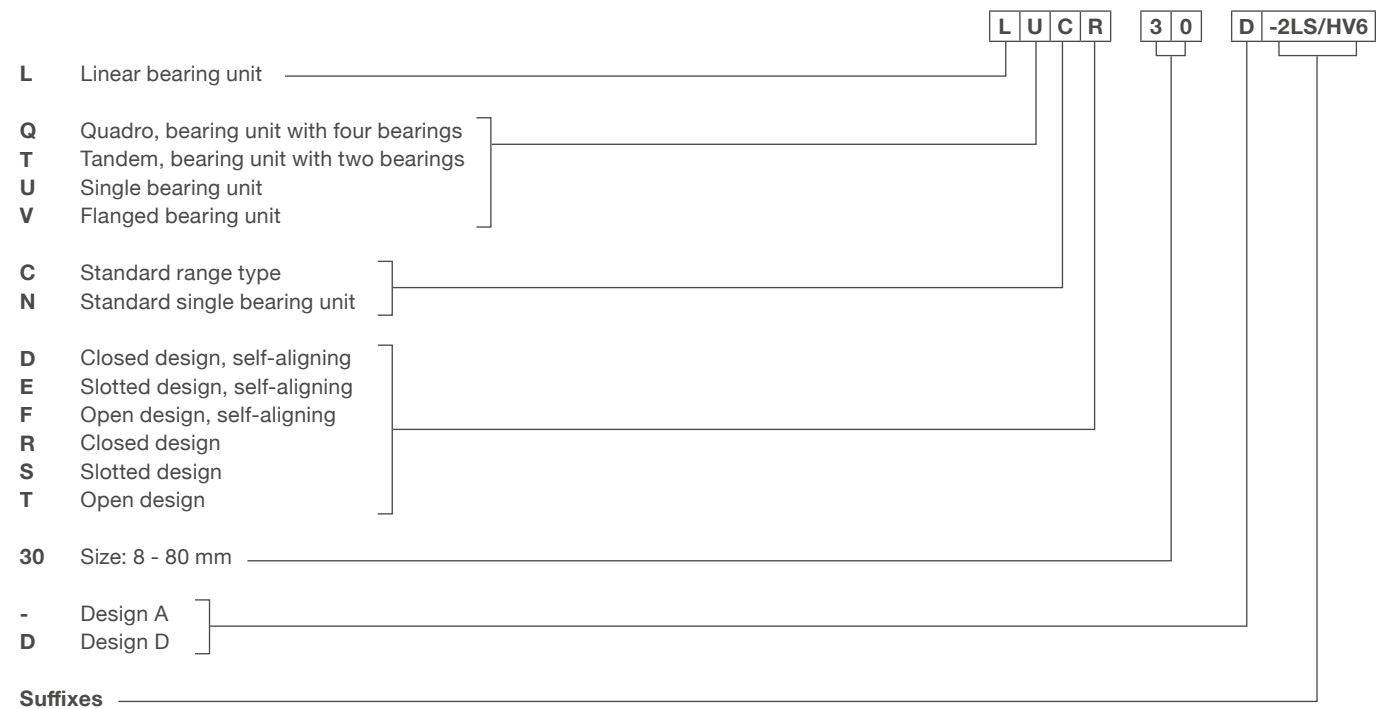 LUCR 30 D-2LS/HV6
L Linear bearing unit
Q Quadro, bearing unit with four bearings
T Tandem, bearing unit with two bearings
U Single bearing unit
V Flanged bearing unit
C Standard range type
N Standard single bearing unit
D Closed design, self-aligning
E Slotted design, self-aligning
F Open design, self-aligning
R Closed design
S Slotted design
T Open design
30 Size: 8 - 80 mm
- Design A
D Design D
Suffixes